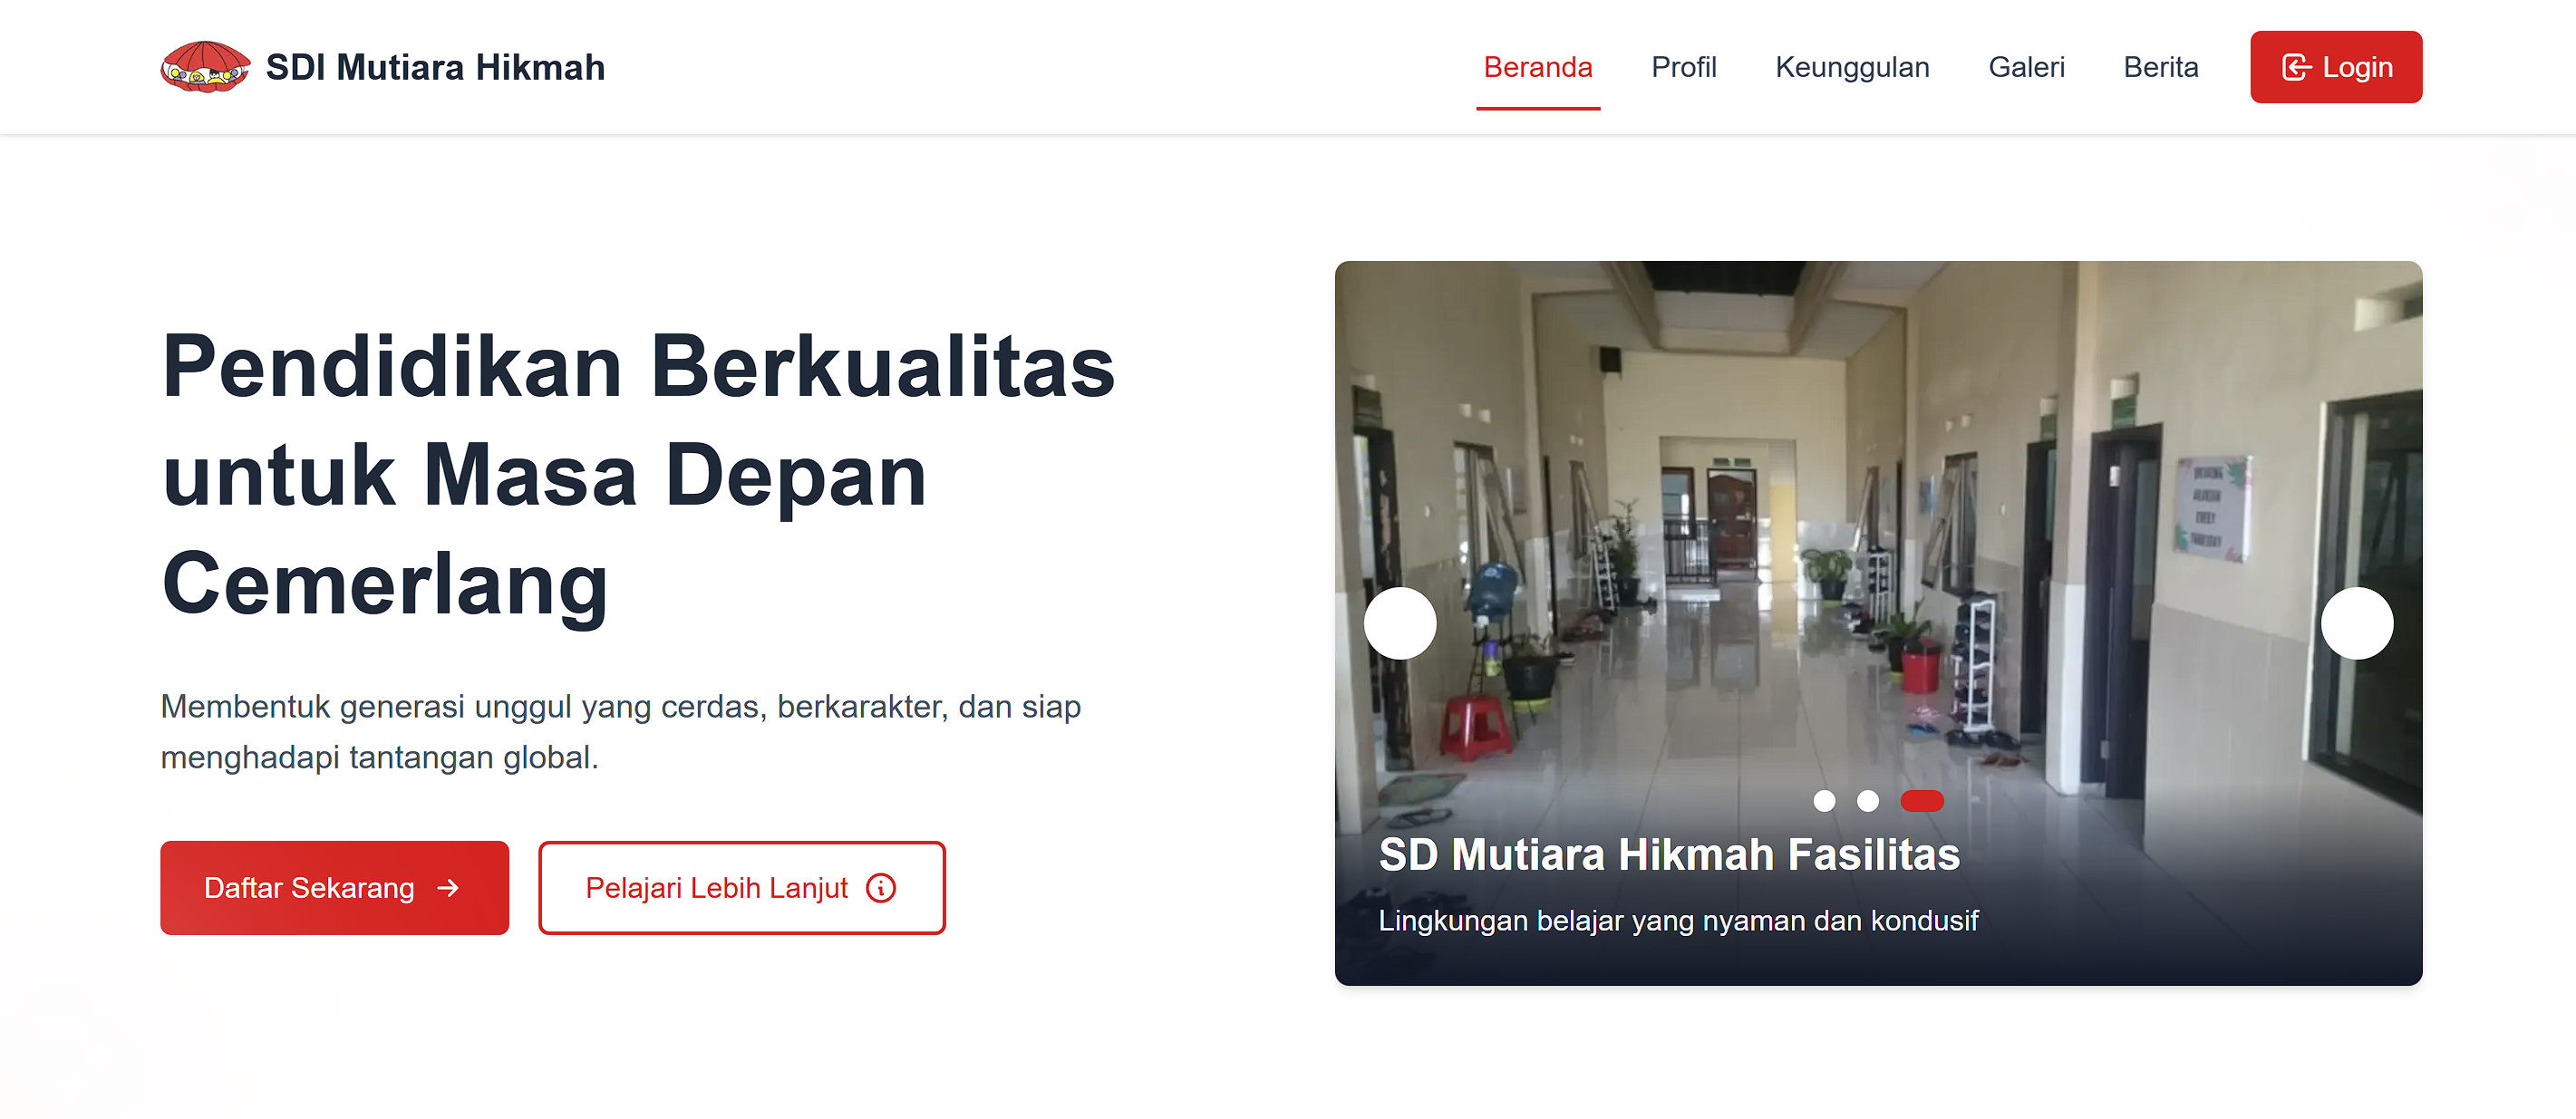 SDI Mutiara Hikmah
Beranda
Profil
Keunggulan
Galeri
Berita
Login
Pendidikan Berkualitas
untuk Masa Depan
Cemerlang
Membentuk generasi unggul yang cerdas, berkarakter, dan siap
menghadapi tantangan global.
Daftar Sekarang
Pelajari Lebih Lanjut
SD Mutiara Hikmah Fasilitas
Lingkungan belajar yang nyaman dan kondusif